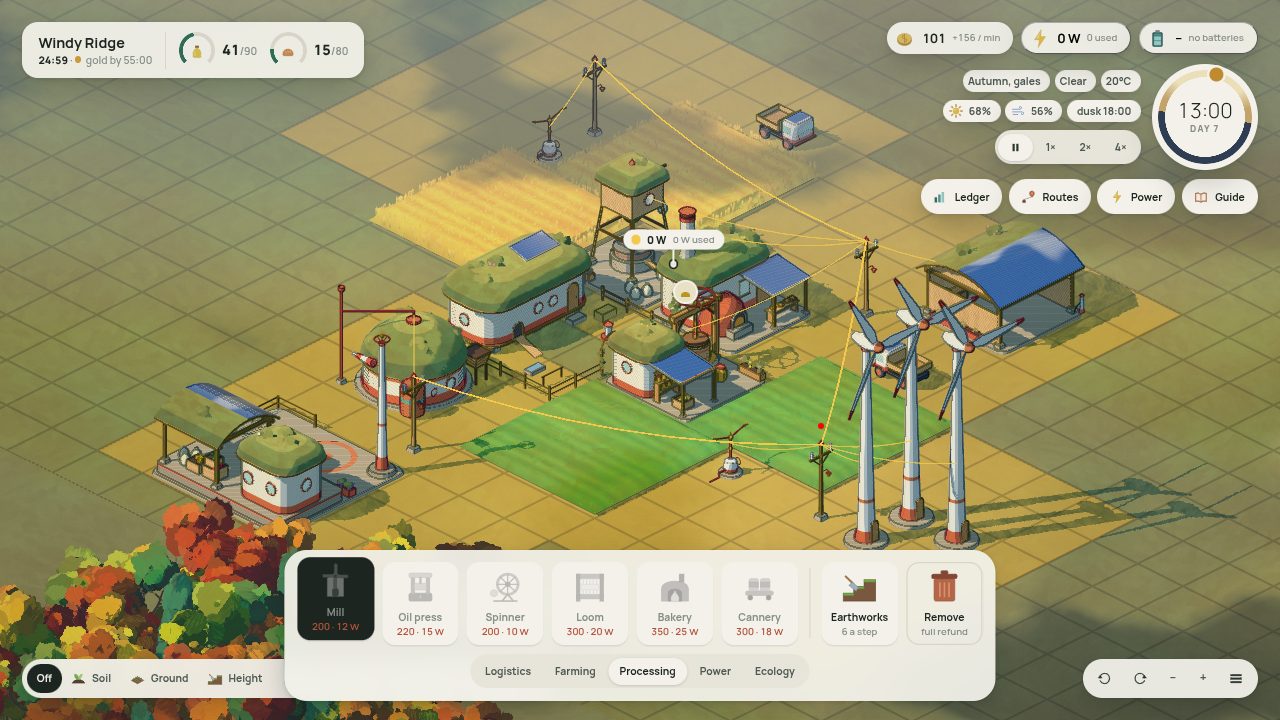 Windy Ridge
24:59 · gold by 55:00
41/90
15/80
101 +156 / min
0 W 0 used
– no batteries
Autumn, gales
Clear
20°C
68%
56%
dusk 18:00
13:00
DAY 7
1×
2×
4×
Ledger
Routes
Power
Guide
0 W 0 W used
Mill
200 · 12 W
Oil press
220 · 15 W
Spinner
200 · 10 W
Loom
300 · 20 W
Bakery
350 · 25 W
Cannery
300 · 18 W
Earthworks
6 a step
Remove
full refund
Logistics
Farming
Processing
Power
Ecology
Off
Soil
Ground
Height
−
+